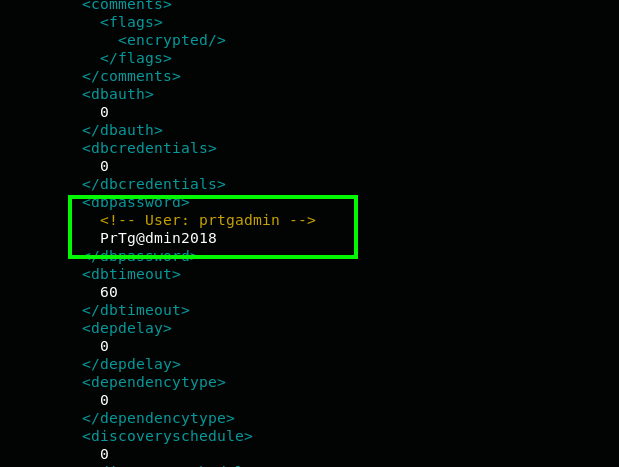 <comments>
<flags>
<encrypted/>
</flags>
</comments>
<dbauth>
0
</dbauth>
<dbcredentials>
0
</dbcredentials>
<dbpassword>
<!-- User: prtgadmin -->
PrTg@dmin2018
</dbpassword>
<dbtimeout>
60
</dbtimeout>
<depdelay>
0
</depdelay>
<dependencytype>
0
</dependencytype>
<discoveryschedule>
0